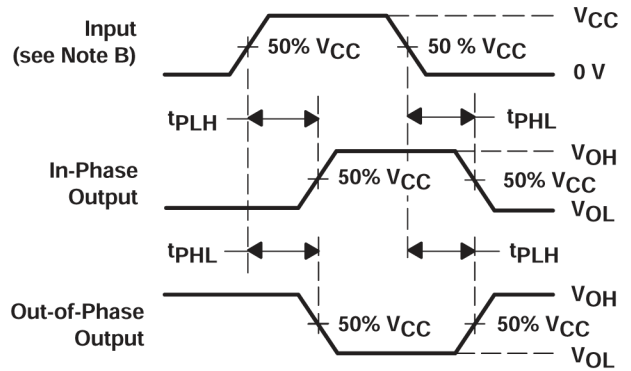 Input
(see Note B)
50% VCC
50 % VCC
VCC
0 V
tPLH
tPHL
In-Phase
Output
50% VCC
50% VCC
VOH
VOL
tPHL
tPLH
Out-of-Phase
Output
50% VCC
50% VCC
VOH
VOL